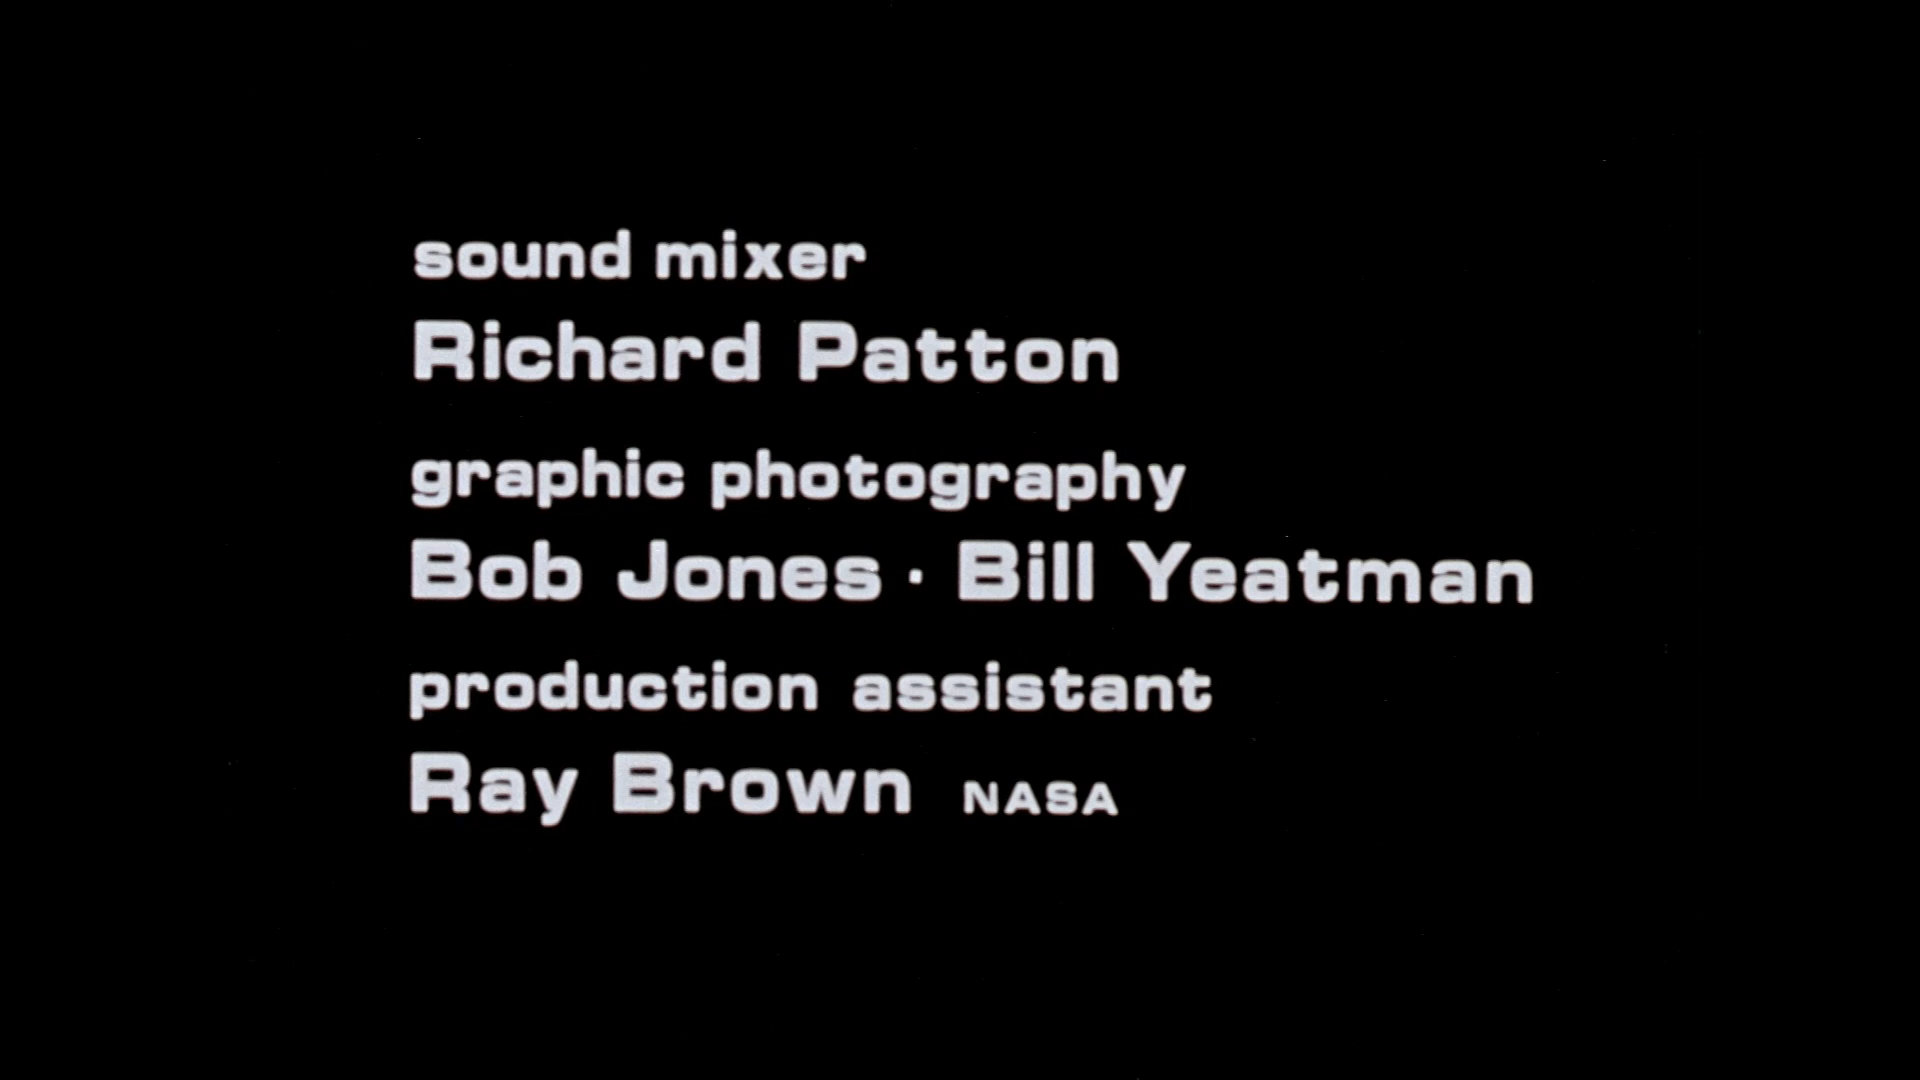 sound mixer
Richard Patton
graphic photography
Bob Jones · Bill Yeatman
production assistant
Ray Brown NASA